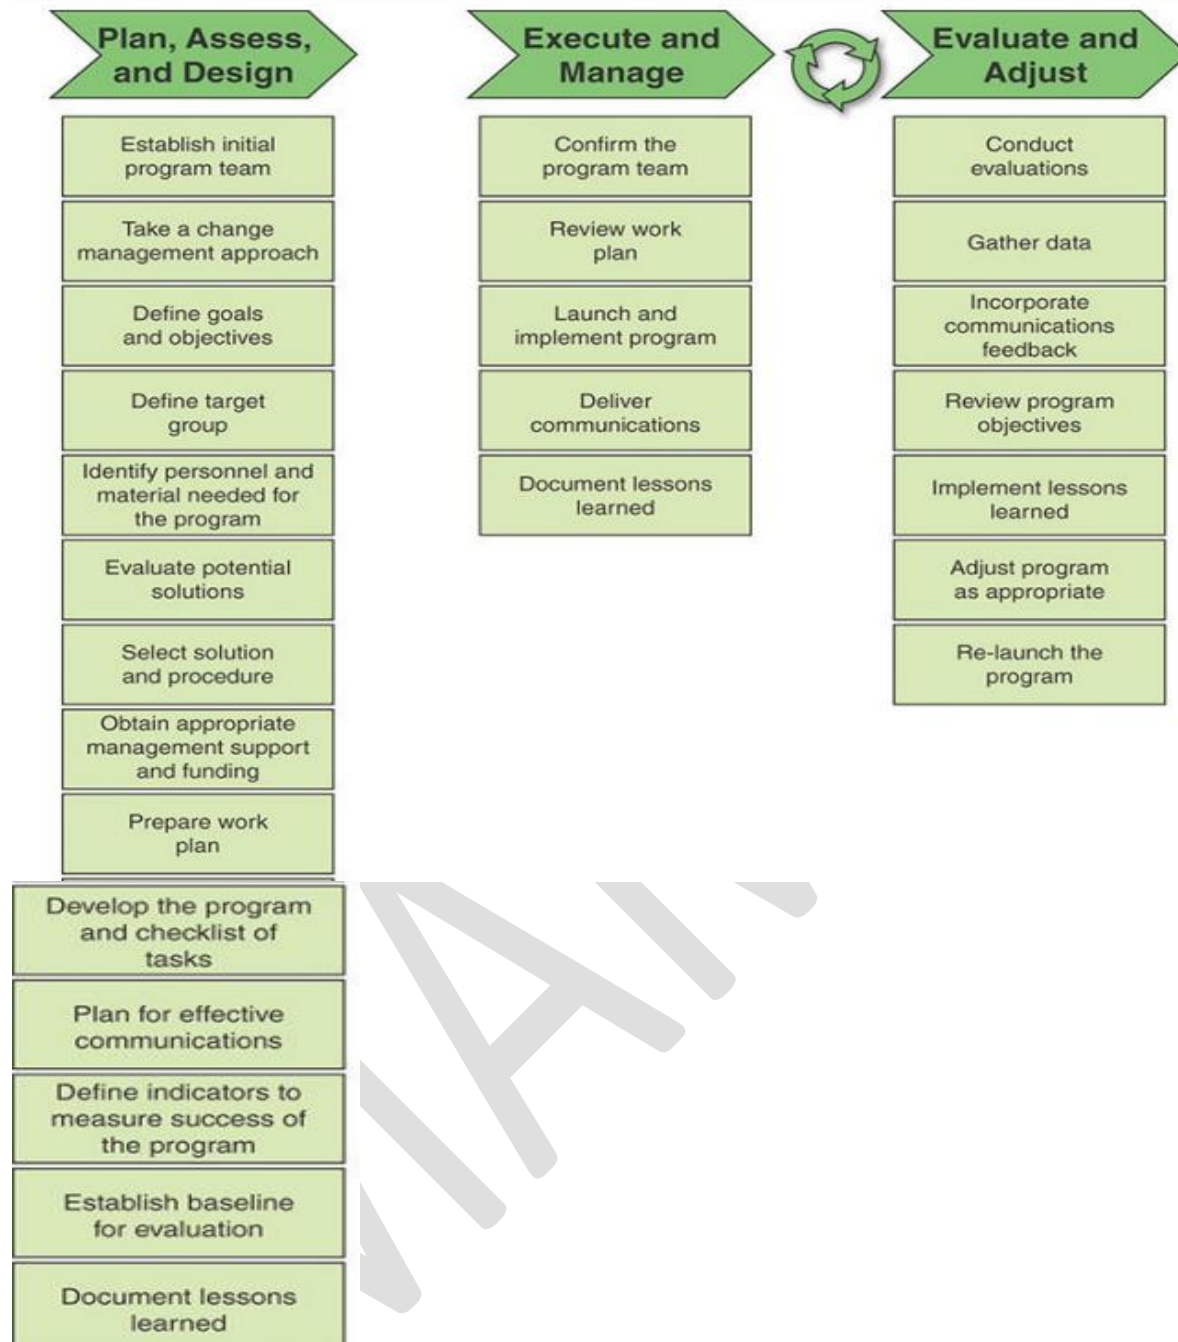 Plan, Assess,
and Design
Establish initial
program team
Take a change
management approach
Define goals
and objectives
Define target
group
Identify personnel and
material needed for
the program
Evaluate potential
solutions
Select solution
and procedure
Obtain appropriate
management support
and funding
Prepare work
plan
Develop the program
and checklist of
tasks
Plan for effective
communications
Define indicators to
measure success of
the program
Establish baseline
for evaluation
Document lessons
learned
Execute and
Manage
Confirm the
program team
Review work
plan
Launch and
implement program
Deliver
communications
Document lessons
learned
Evaluate and
Adjust
Conduct
evaluations
Gather data
Incorporate
communications
feedback
Review program
objectives
Implement lessons
learned
Adjust program
as appropriate
Re-launch the
program